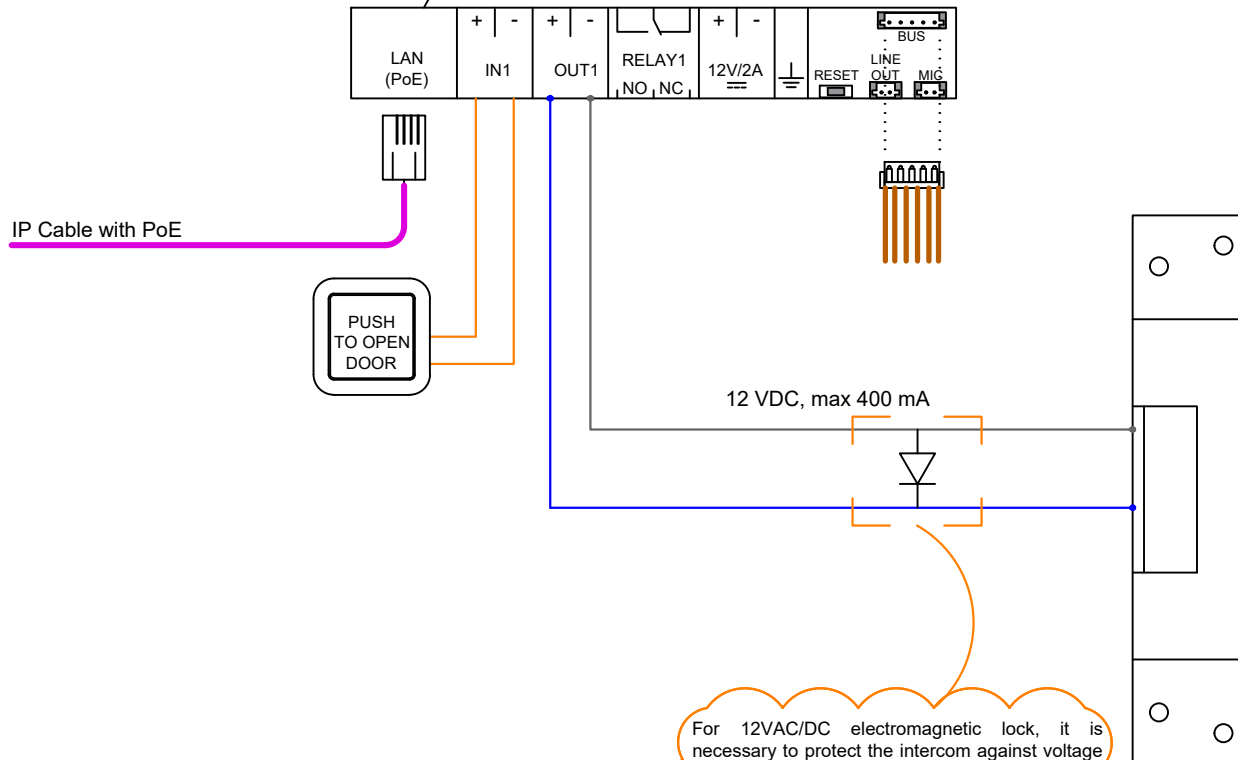 + - + - + -
BUS
LAN
(PoE)
IN1
OUT1
RELAY1
NO NC
12V/2A
RESET
LINE
OUT
MIC
IP Cable with PoE
PUSH
TO OPEN
DOOR
12 VDC, max 400 mA
For 12VAC/DC electromagnetic lock, it is
necessary to protect the intercom against voltage